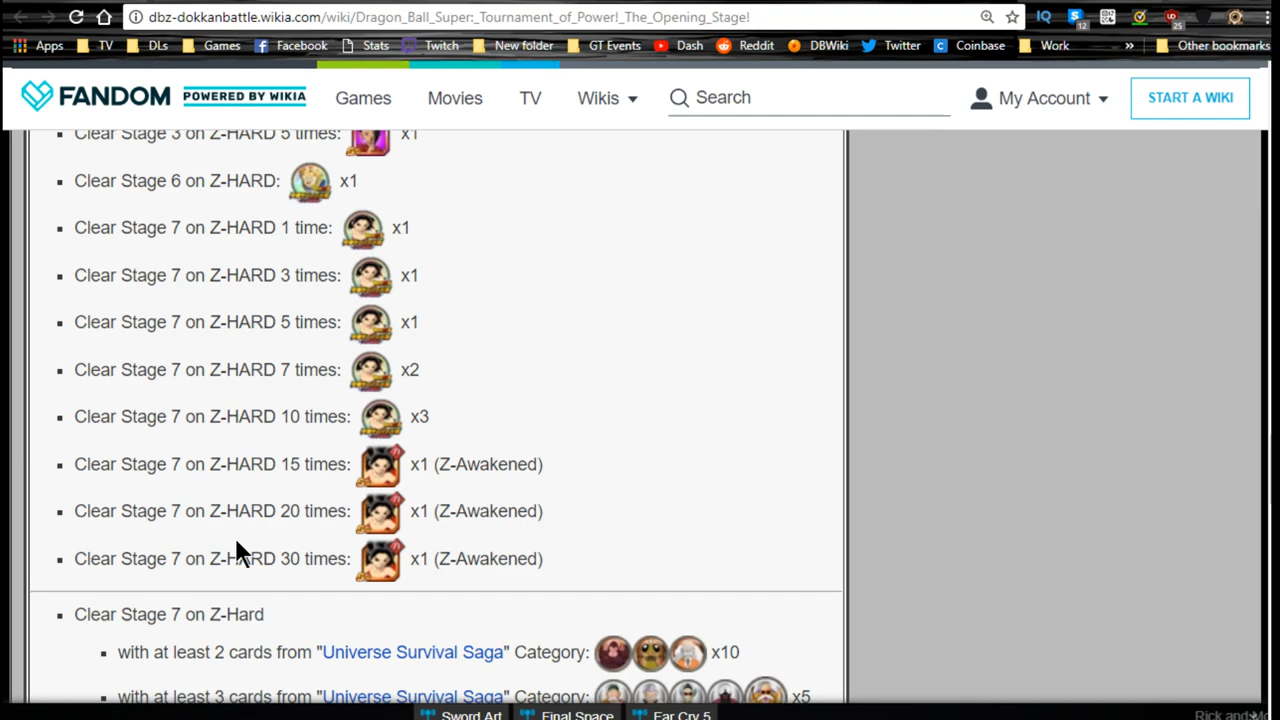 dbz-dokkanbattle.wikia.com/wiki/Dragon_Ball_Super:_Tournament_of_Power!_The_Opening_Stage!
IQ
12
25
Apps TV DLs Games Facebook Stats Twitch New folder GT Events Dash Reddit DBWiki Twitter Coinbase Work » Other bookmarks
FANDOM POWERED BY WIKIA Games Movies TV Wikis Search My Account START A WIKI
Clear Stage 3 on Z-HARD 5 times: x1
Clear Stage 6 on Z-HARD: x1
Clear Stage 7 on Z-HARD 1 time: x1
Clear Stage 7 on Z-HARD 3 times: x1
Clear Stage 7 on Z-HARD 5 times: x1
Clear Stage 7 on Z-HARD 7 times: x2
Clear Stage 7 on Z-HARD 10 times: x3
Clear Stage 7 on Z-HARD 15 times: x1 (Z-Awakened)
Clear Stage 7 on Z-HARD 20 times: x1 (Z-Awakened)
Clear Stage 7 on Z-HARD 30 times: x1 (Z-Awakened)
Clear Stage 7 on Z-Hard
with at least 2 cards from "Universe Survival Saga" Category: x10
with at least 3 cards from "Universe Survival Saga" Category: x5
Sword Art Final Space Far Cry 5
Rick and